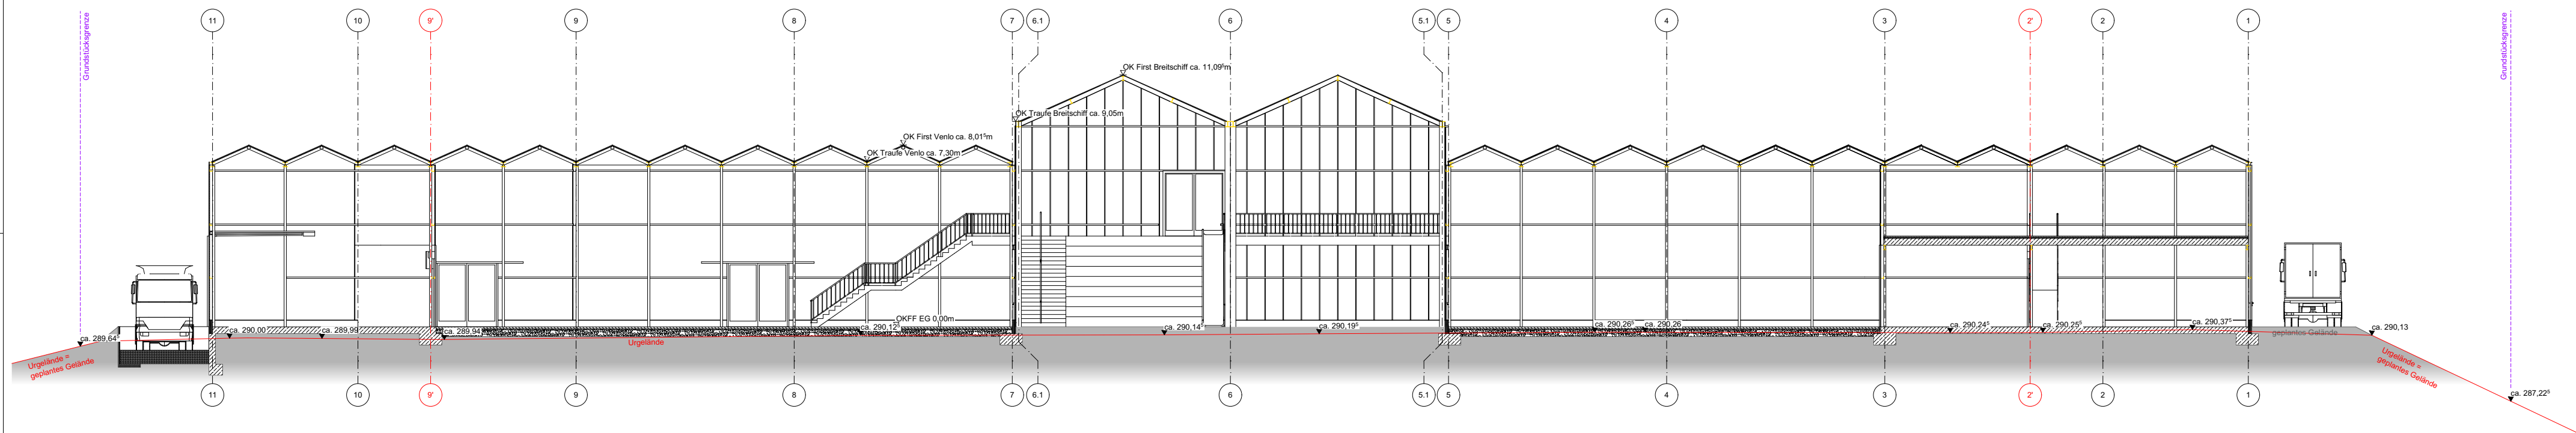 11
10
9'
9
8
7
6.1
6
5.1
5
4
3
2'
2
1
Grundstücksgrenze
Grundstücksgrenze
OK First Breitschiff ca. 11,09⁵m
OK Traufe Breitschiff ca. 9,05m
OK First Venlo ca. 8,01⁵m
OK Traufe Venlo ca. 7,30m
OKFF EG 0,00m
ca. 289,64⁵
ca. 290,00
ca. 289,99
ca. 289,94
ca. 290,12⁵
ca. 290,14⁵
ca. 290,19⁵
ca. 290,26⁵
ca. 290,26
ca. 290,24⁵
ca. 290,25⁵
ca. 290,37⁵
geplantes Gelände
ca. 290,13
Urgelände
Urgelände =
geplantes Gelände
Urgelände =
geplantes Gelände
ca. 287,22⁵
11
10
9'
9
8
7
6.1
6
5.1
5
4
3
2'
2
1